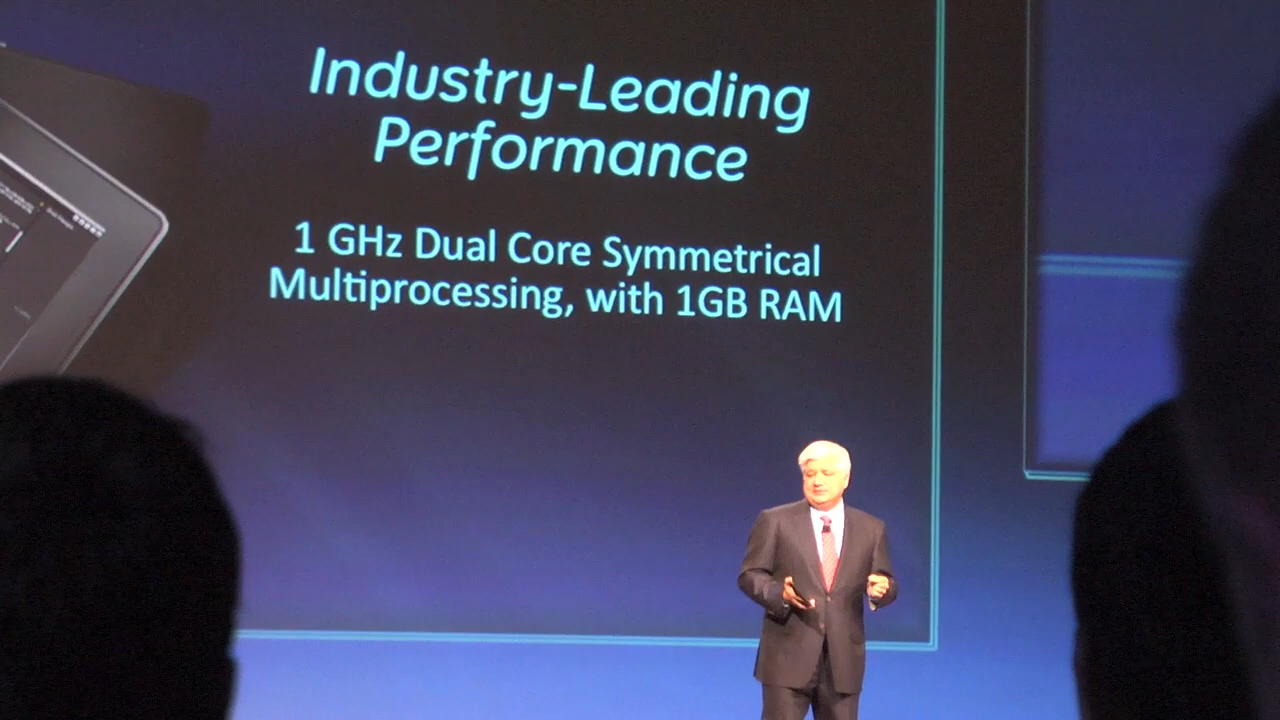 Industry-Leading
Performance
1 GHz Dual Core Symmetrical
Multiprocessing, with 1GB RAM